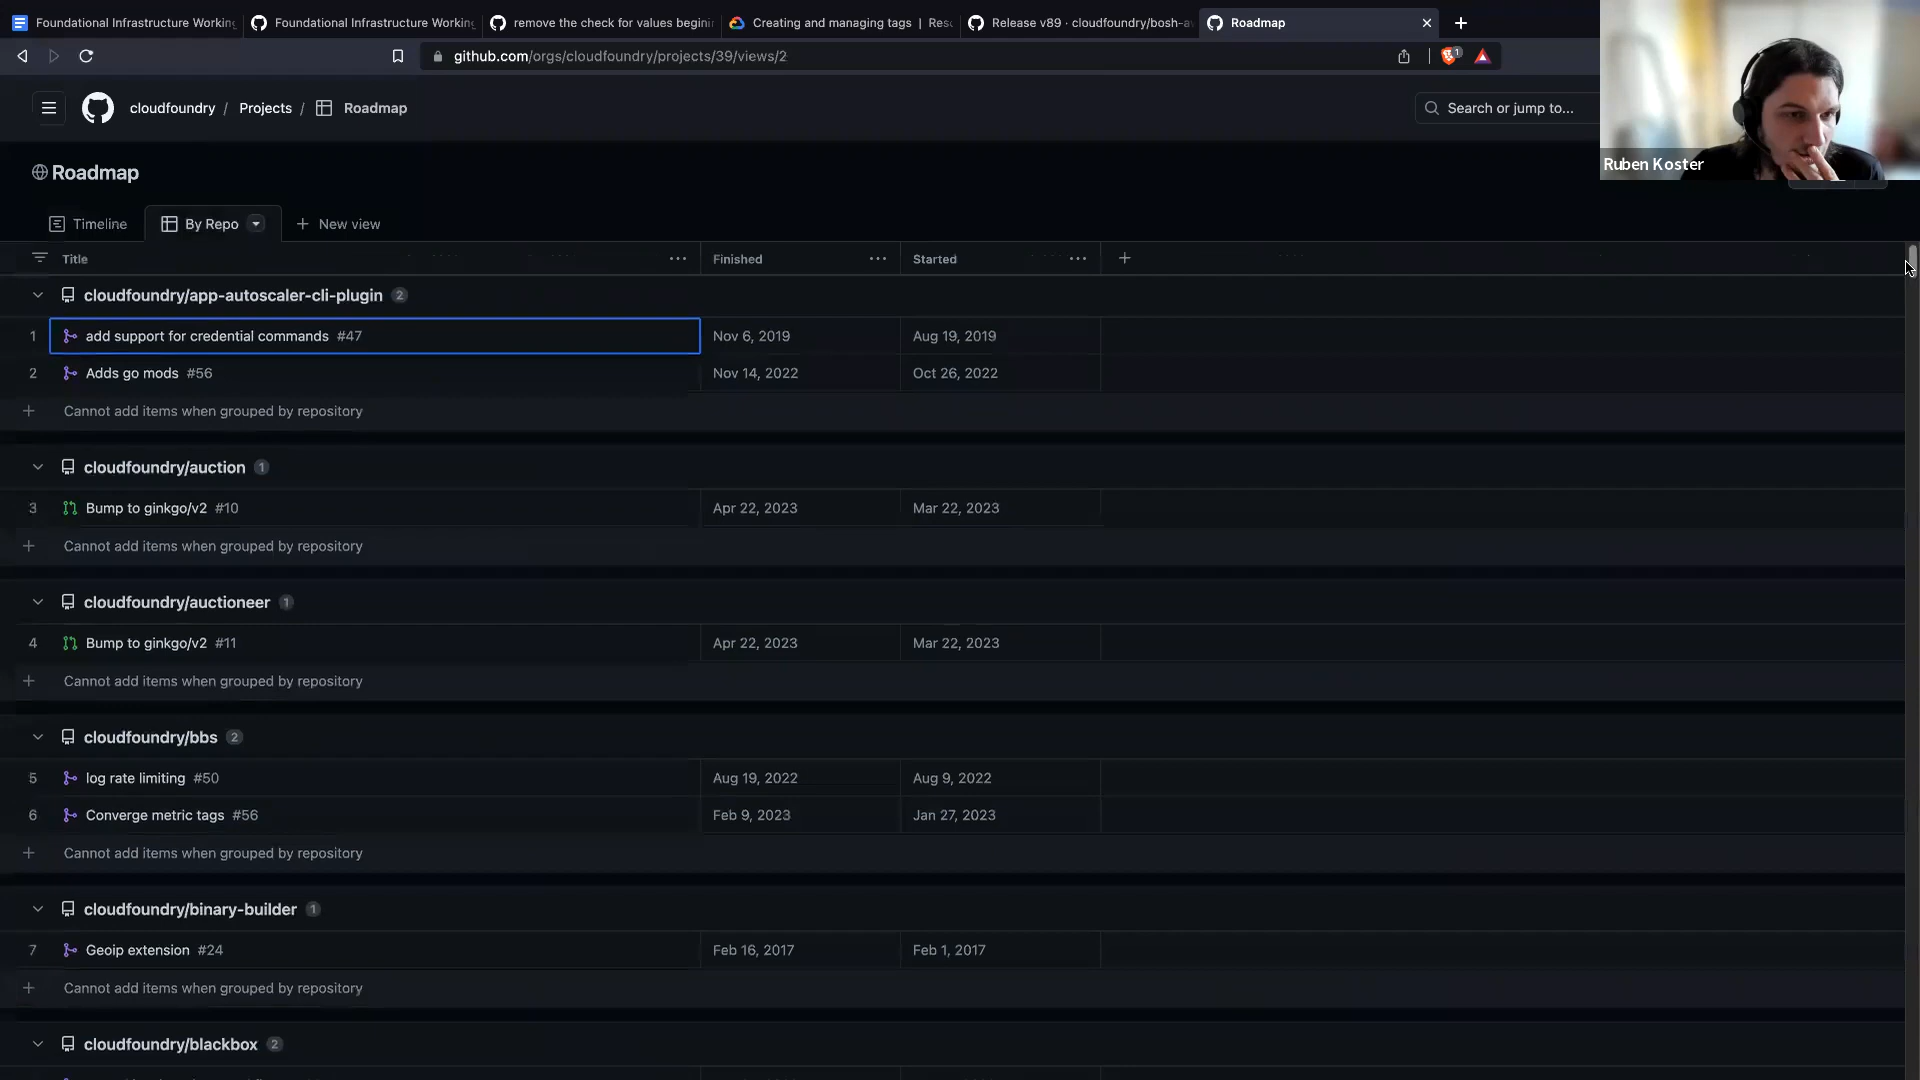 Foundational Infrastructure Workin
Foundational Infrastructure Workin
remove the check for values begini
Creating and managing tags | Res
Release v89 · cloudfoundry/bosh-a
Roadmap
github.com/orgs/cloudfoundry/projects/39/views/2
1
cloudfoundry / Projects / Roadmap
Search or jump to...
Ruben Koster
Roadmap
Timeline
By Repo
New view
Title
Finished
Started
cloudfoundry/app-autoscaler-cli-plugin 2
1 add support for credential commands #47 Nov 6, 2019 Aug 19, 2019
2 Adds go mods #56 Nov 14, 2022 Oct 26, 2022
Cannot add items when grouped by repository
cloudfoundry/auction 1
3 Bump to ginkgo/v2 #10 Apr 22, 2023 Mar 22, 2023
Cannot add items when grouped by repository
cloudfoundry/auctioneer 1
4 Bump to ginkgo/v2 #11 Apr 22, 2023 Mar 22, 2023
Cannot add items when grouped by repository
cloudfoundry/bbs 2
5 log rate limiting #50 Aug 19, 2022 Aug 9, 2022
6 Converge metric tags #56 Feb 9, 2023 Jan 27, 2023
Cannot add items when grouped by repository
cloudfoundry/binary-builder 1
7 Geoip extension #24 Feb 16, 2017 Feb 1, 2017
Cannot add items when grouped by repository
cloudfoundry/blackbox 2